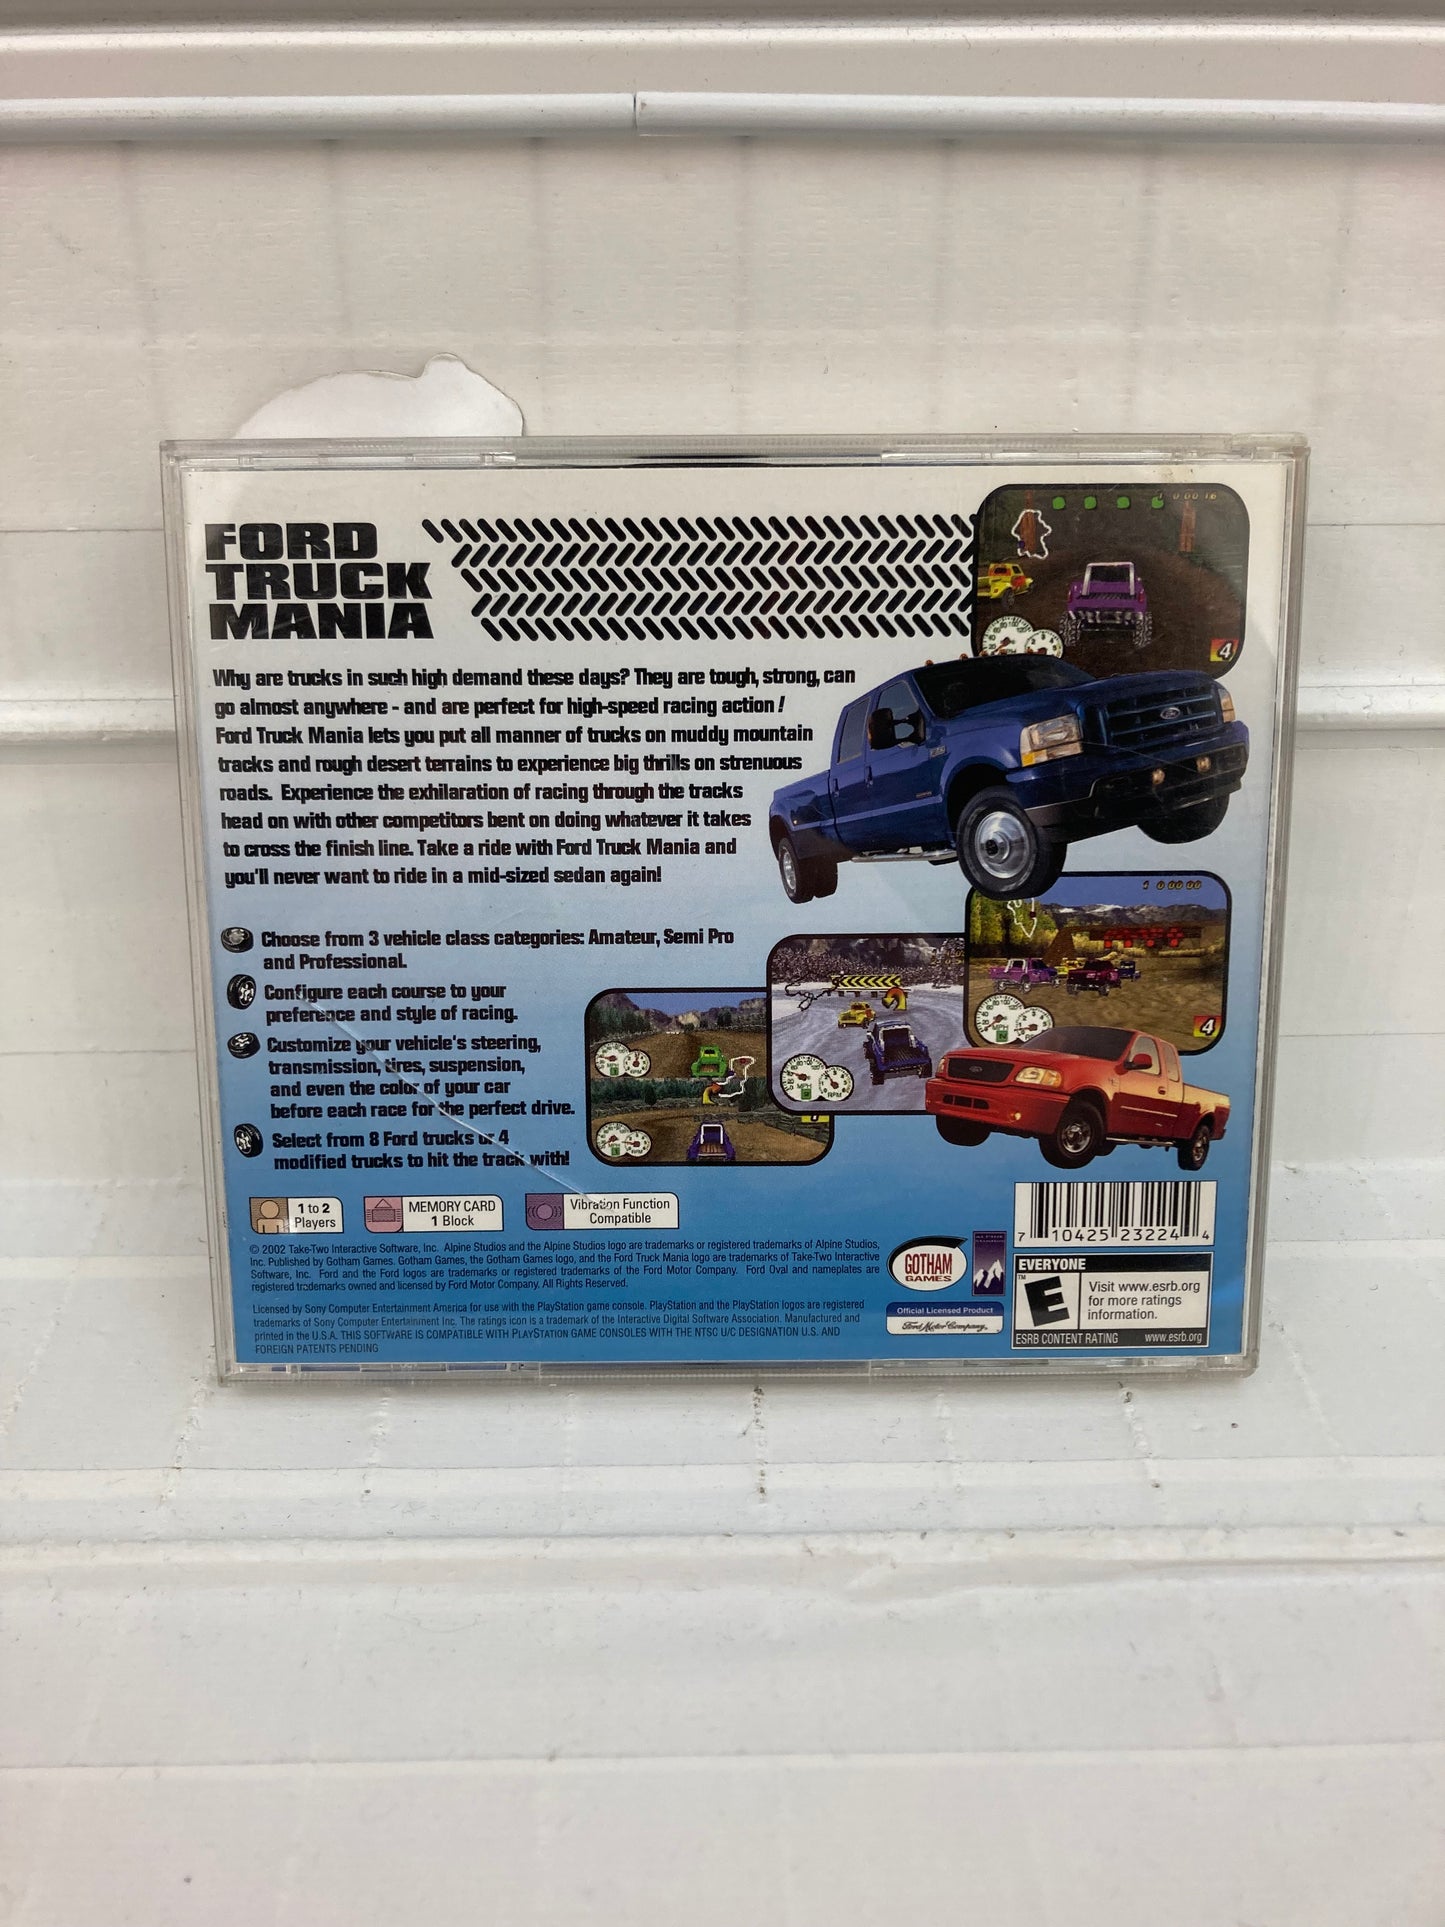 FORD
TRUCK
MANIA
Why are trucks in such high demand these days? They are tough, strong, can
go almost anywhere - and are perfect for high-speed racing action!
Ford Truck Mania lets you put all manner of trucks on muddy mountain
tracks and rough desert terrains to experience big thrills on strenuous
roads. Experience the exhilaration of racing through the tracks
head on with other competitors bent on doing whatever it takes
to cross the finish line. Take a ride with Ford Truck Mania and
you'll never want to ride in a mid-sized sedan again!
Choose from 3 vehicle class categories: Amateur, Semi Pro
and Professional.
Configure each course to your
preference and style of racing.
Customize your vehicle's steering,
transmission, tires, suspension,
and even the color of your car
before each race for the perfect drive.
Select from 8 Ford trucks or 4
modified trucks to hit the track with!
4
4
MPH
RPM
1 to 2
Players
MEMORY CARD
1 Block
Vibration Function
Compatible
© 2002 Take-Two Interactive Software, Inc. Alpine Studios and the Alpine Studios logo are trademarks or registered trademarks of Alpine Studios,
Inc. Published by Gotham Games. Gotham Games, the Gotham Games logo, and the Ford Truck Mania logo are trademarks of Take-Two Interactive
Software, Inc. Ford and the Ford logos are trademarks or registered trademarks of the Ford Motor Company. Ford Oval and nameplates are
registered trademarks owned and licensed by Ford Motor Company. All Rights Reserved.
Licensed by Sony Computer Entertainment America for use with the PlayStation game console. PlayStation and the PlayStation logos are registered
trademarks of Sony Computer Entertainment Inc. The ratings icon is a trademark of the Interactive Digital Software Association. Manufactured and
printed in the U.S.A. THIS SOFTWARE IS COMPATIBLE WITH PLAYSTATION GAME CONSOLES WITH THE NTSC U/C DESIGNATION U.S. AND
FOREIGN PATENTS PENDING
GOTHAM
GAMES
Official Licensed Product
Ford Motor Company
7 10425 23224 4
EVERYONE
E
TM
Visit www.esrb.org
for more ratings
information.
ESRB CONTENT RATING www.esrb.org